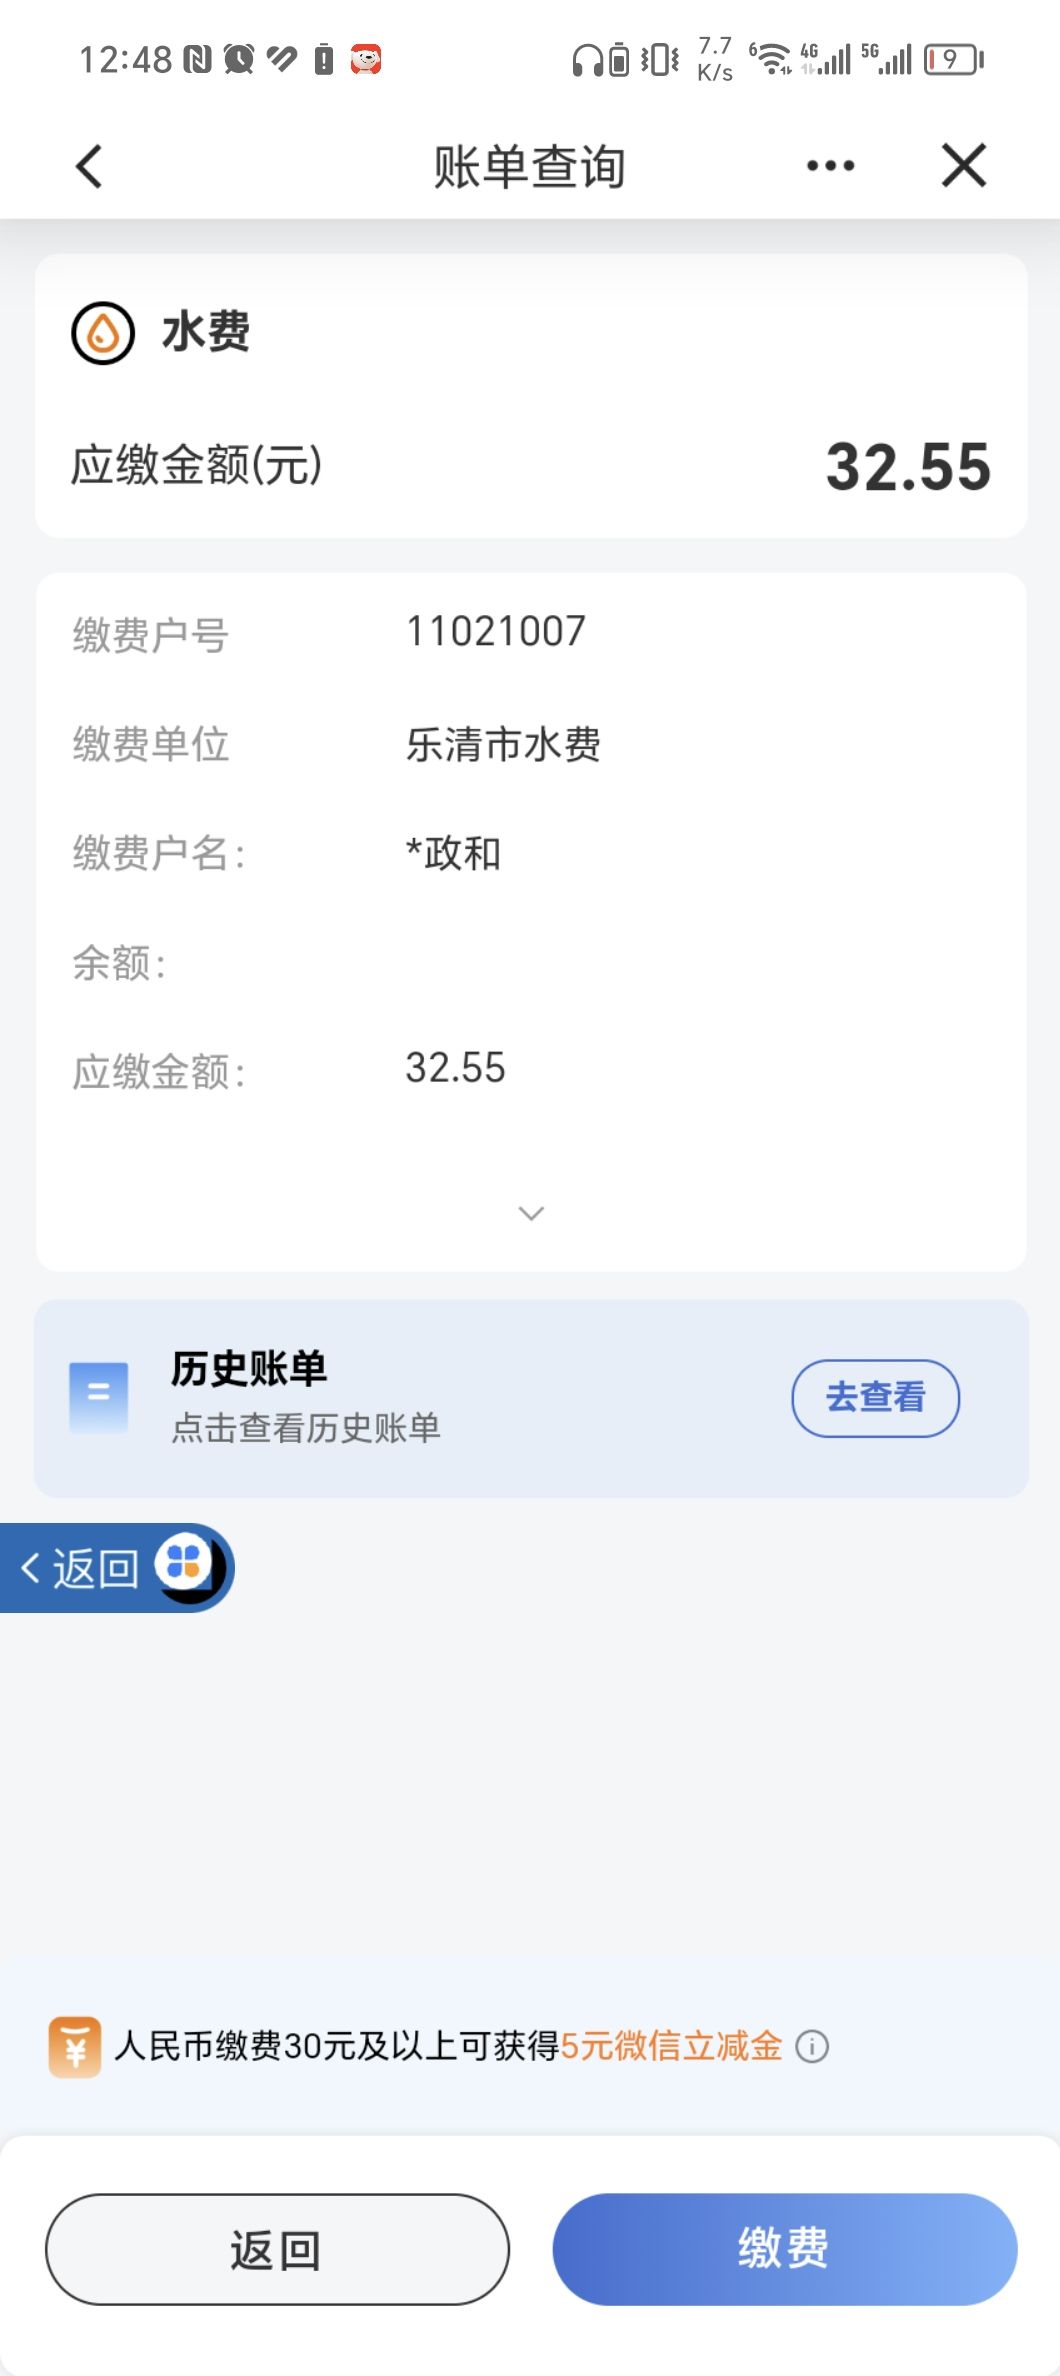 12:48
7.7 K/s 6 4G 5G 9
账单查询
水费
应缴金额(元) 32.55
缴费户号 11021007
缴费单位 乐清市水费
缴费户名： *政和
余额：
应缴金额： 32.55
历史账单
点击查看历史账单
去查看
返回
人民币缴费30元及以上可获得5元微信立减金
返回 缴费